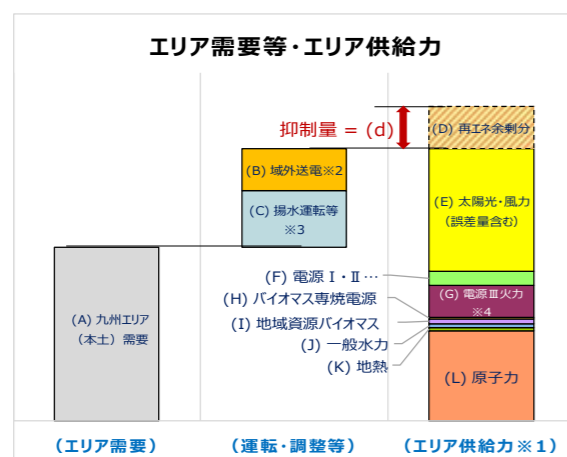 エリア需要等・エリア供給力
抑制量 = (d)
(D) 再エネ余剰分
(B) 域外送電※2
(C) 揚水運転等
※3
(E) 太陽光・風力
(誤差量含む)
(F) 電源Ⅰ・Ⅱ…
(G) 電源Ⅲ火力
※4
(H) バイオマス専焼電源
(I) 地域資源バイオマス
(J) 一般水力
(K) 地熱
(A) 九州エリア
(本土) 需要
(L) 原子力
(エリア需要)
(運転・調整等)
(エリア供給力※1)